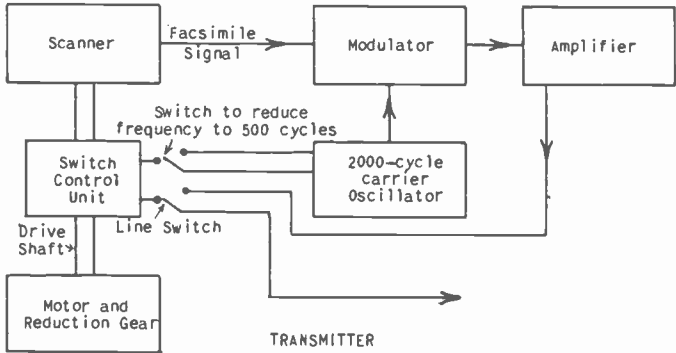 Scanner
Facsimile
Signal
Modulator
Amplifier
Switch to reduce
frequency to 500 cycles
Switch
Control
Unit
2000-cycle
carrier
Oscillator
Line Switch
Drive
Shaft
Motor and
Reduction Gear
TRANSMITTER